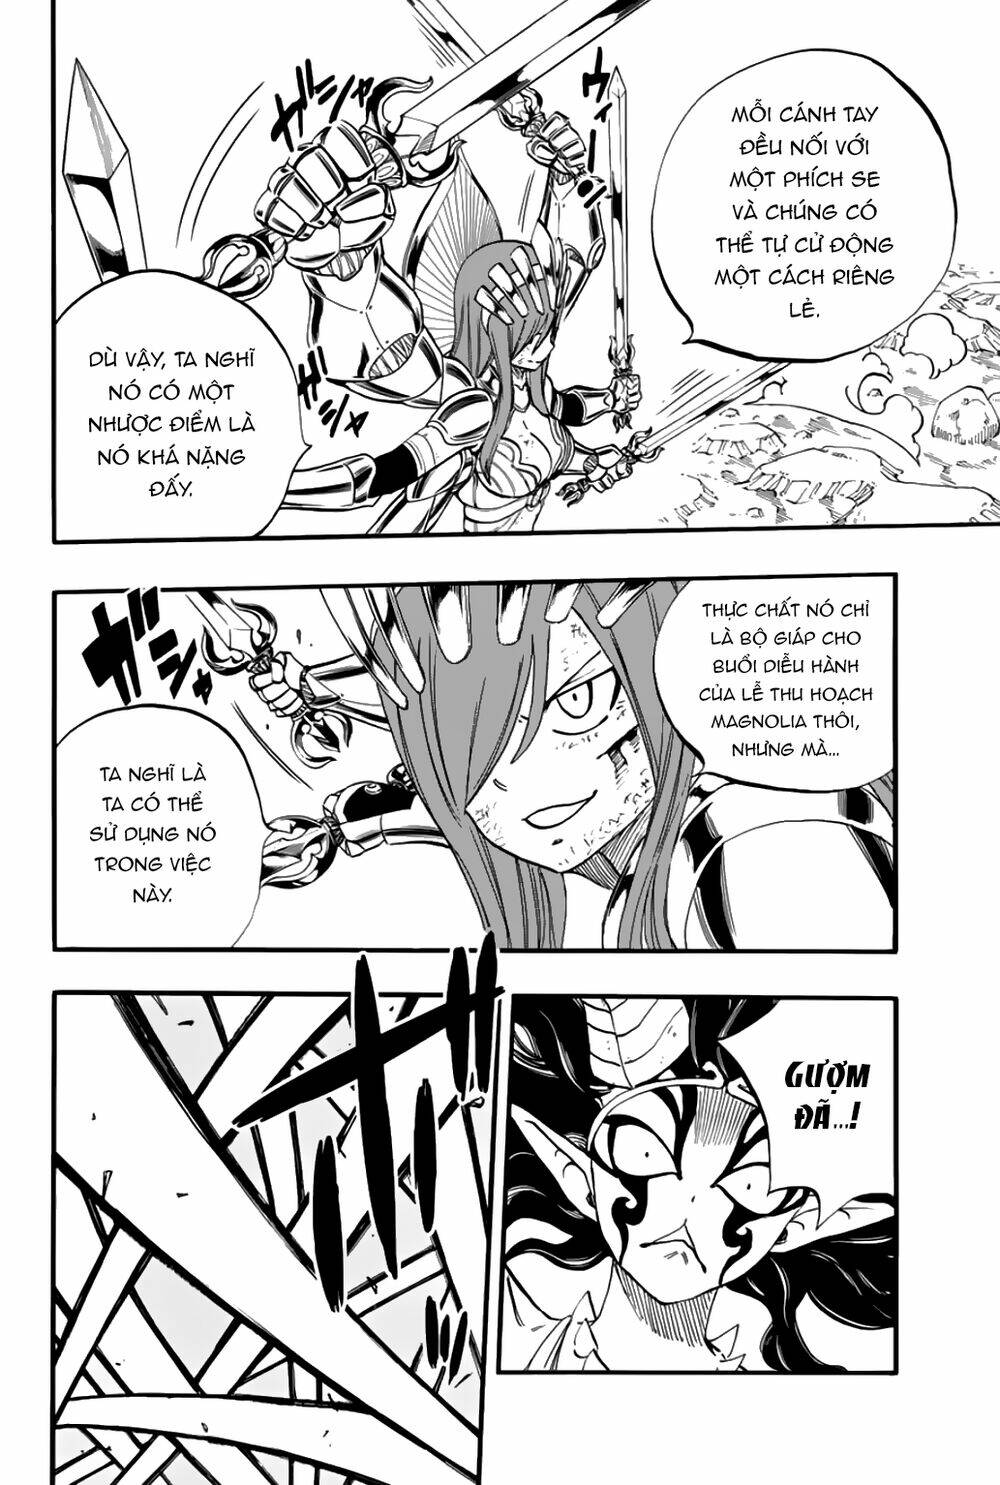 MỖI CÁNH TAY
ĐỀU NỐI VỚI
MỘT PHÍCH SE
VÀ CHÚNG CÓ
THỂ TỰ CỬ ĐỘNG
MỘT CÁCH RIÊNG
LẺ.
DÙ VẬY, TA NGHĨ
NÓ CÓ MỘT
NHƯỢC ĐIỂM LÀ
NÓ KHÁ NẶNG
ĐẤY.
THỰC CHẤT NÓ CHỈ
LÀ BỘ GIÁP CHO
BUỔI DIỄU HÀNH
CỦA LỄ THU HOẠCH
MAGNOLIA THÔI,
NHƯNG MÀ...
ガシャ
TA NGHĨ LÀ
TA CÓ THỂ
SỬ DỤNG NÓ
TRONG VIỆC
NÀY.
GƯỢM
ĐÃ...!